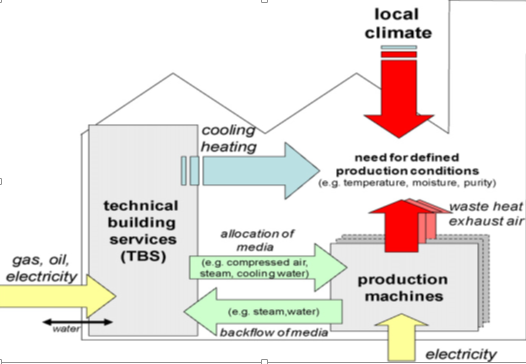 local
climate
cooling
heating
need for defined
production conditions
(e.g. temperature, moisture, purity)
waste heat
exhaust air
technical
building
services
(TBS)
allocation of
media
(e.g. compressed air,
steam, cooling water)
gas, oil,
electricity
production
machines
water
(e.g. steam,water)
backflow of media
electricity